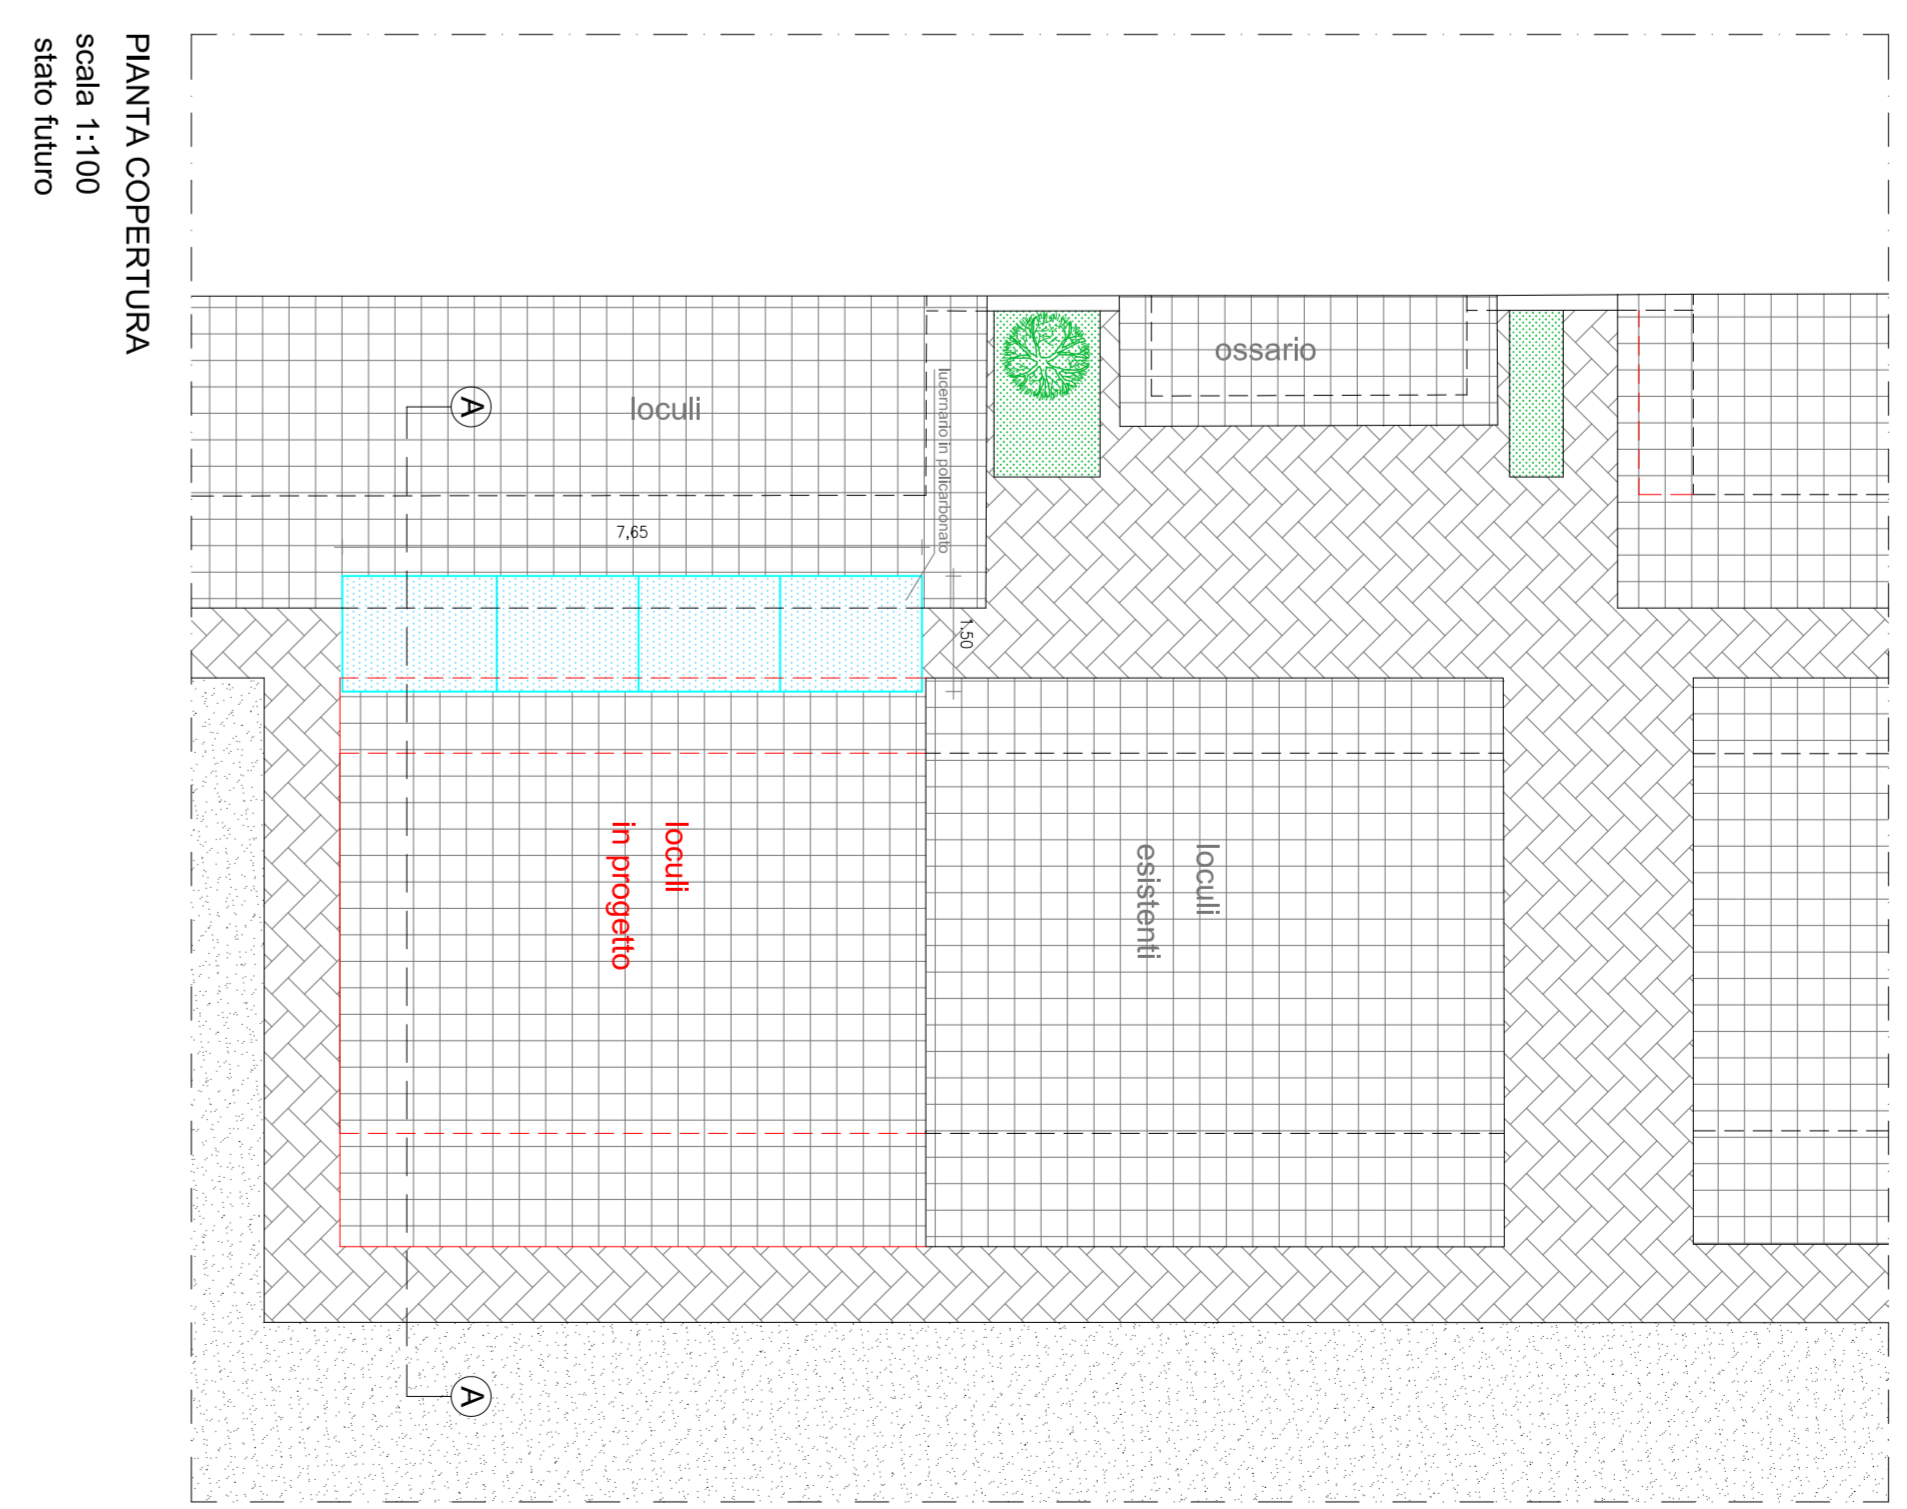 PIANTA COPERTURA
scala 1:100
stato futuro
ossario
loculi
A
lucernario in policarbonato
7,65
1.50
loculi
in progetto
loculi
esistenti
A